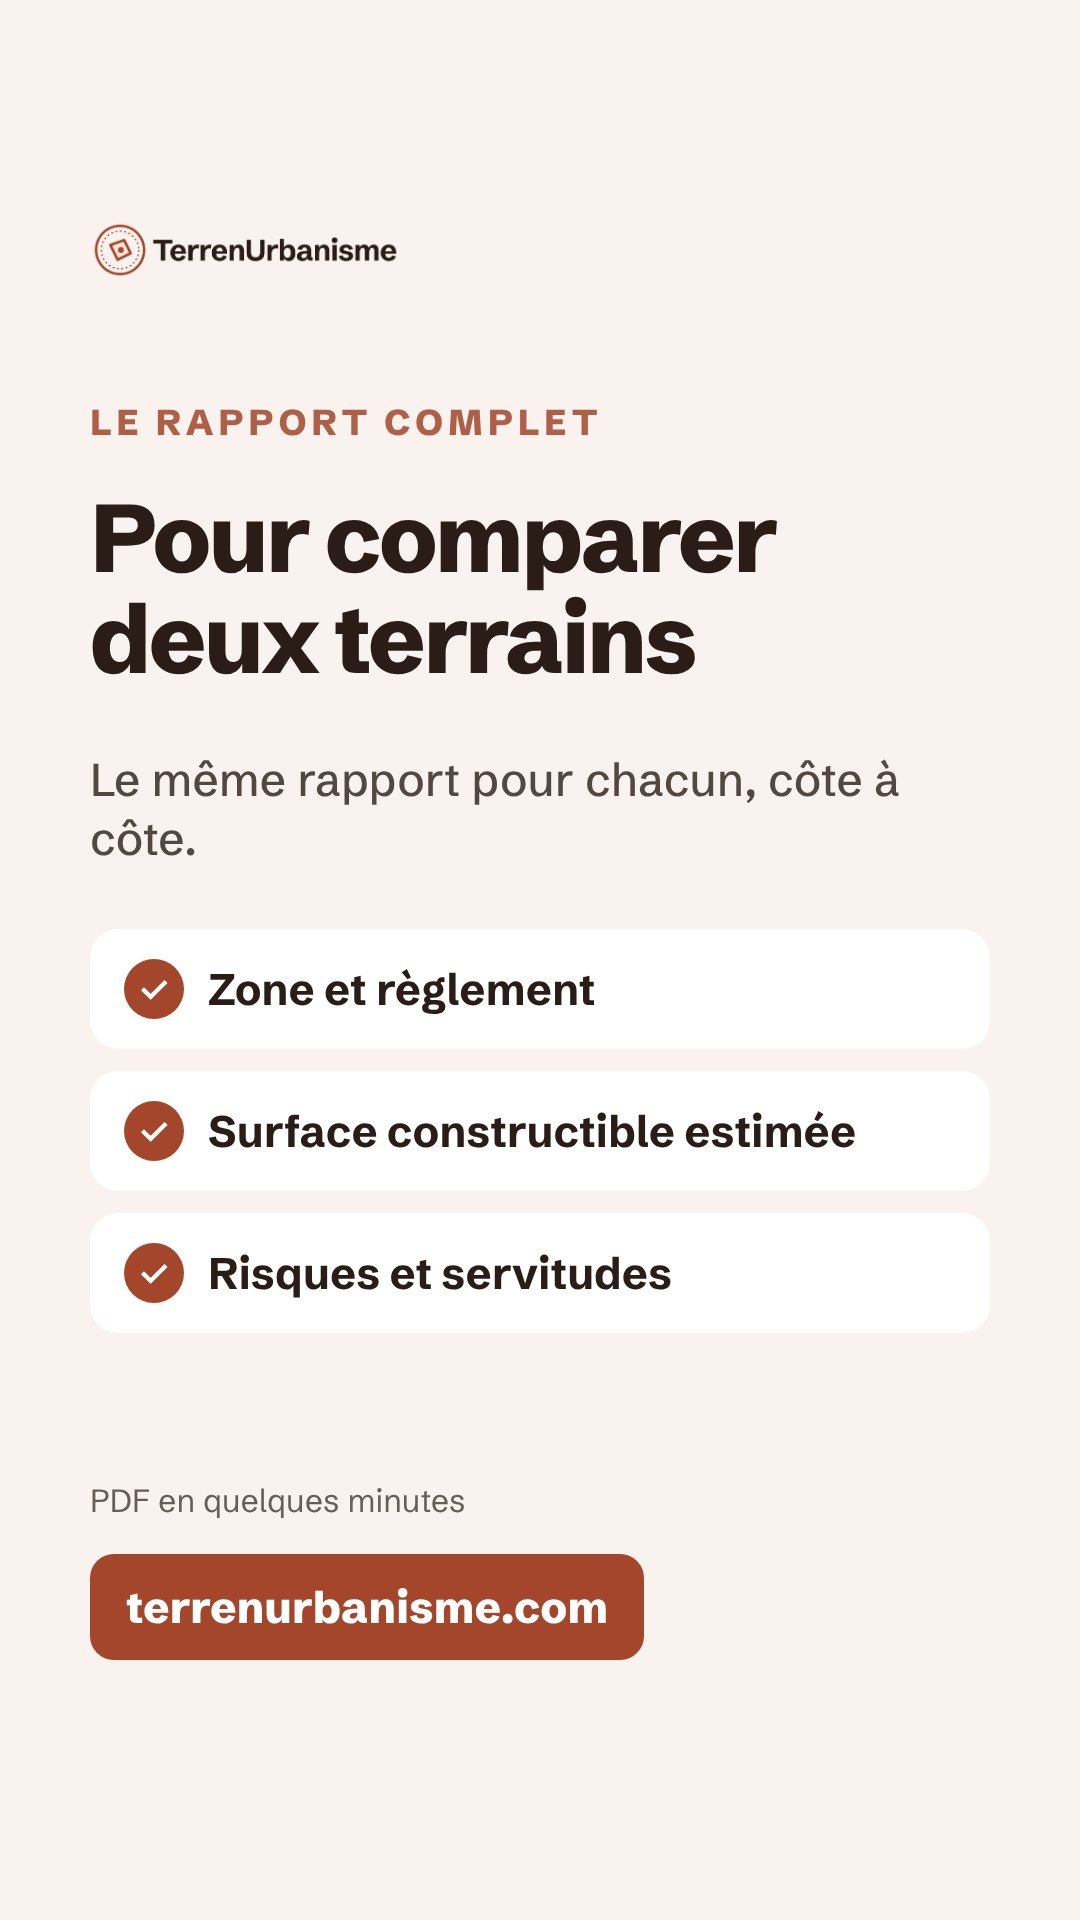 TerrenUrbanisme
LE RAPPORT COMPLET
Pour comparer
deux terrains
Le même rapport pour chacun, côte à
côte.
Zone et règlement
Surface constructible estimée
Risques et servitudes
PDF en quelques minutes
terrenurbanisme.com